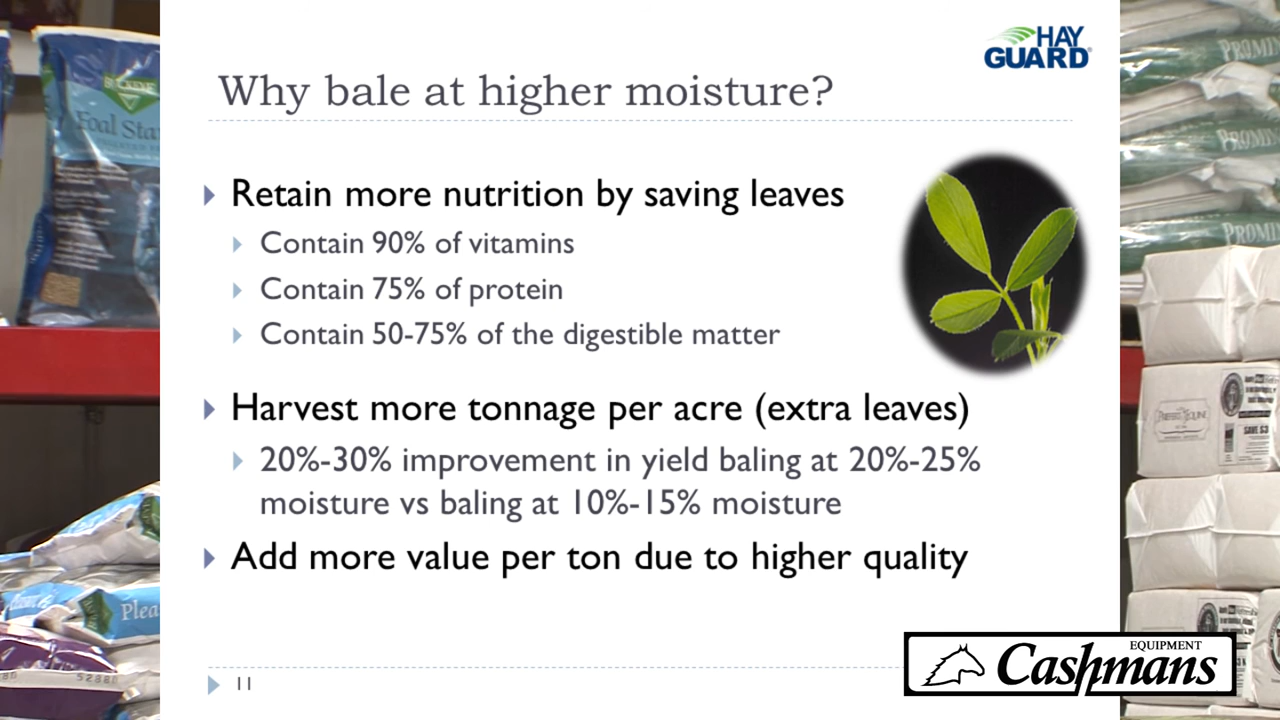 HAY
GUARD®
Why bale at higher moisture?
Retain more nutrition by saving leaves
Contain 90% of vitamins
Contain 75% of protein
Contain 50-75% of the digestible matter
Harvest more tonnage per acre (extra leaves)
20%-30% improvement in yield baling at 20%-25%
moisture vs baling at 10%-15% moisture
Add more value per ton due to higher quality
11
EQUIPMENT
Cashmans
Foal Sta
Plea
5238
PROMI
PROMI
PROMI
SAVE $3